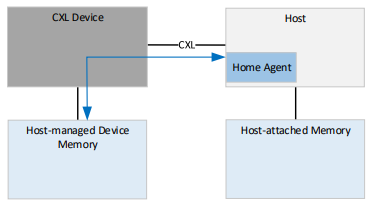 CXL Device
CXL
Host
Home Agent
Host-managed Device
Memory
Host-attached Memory